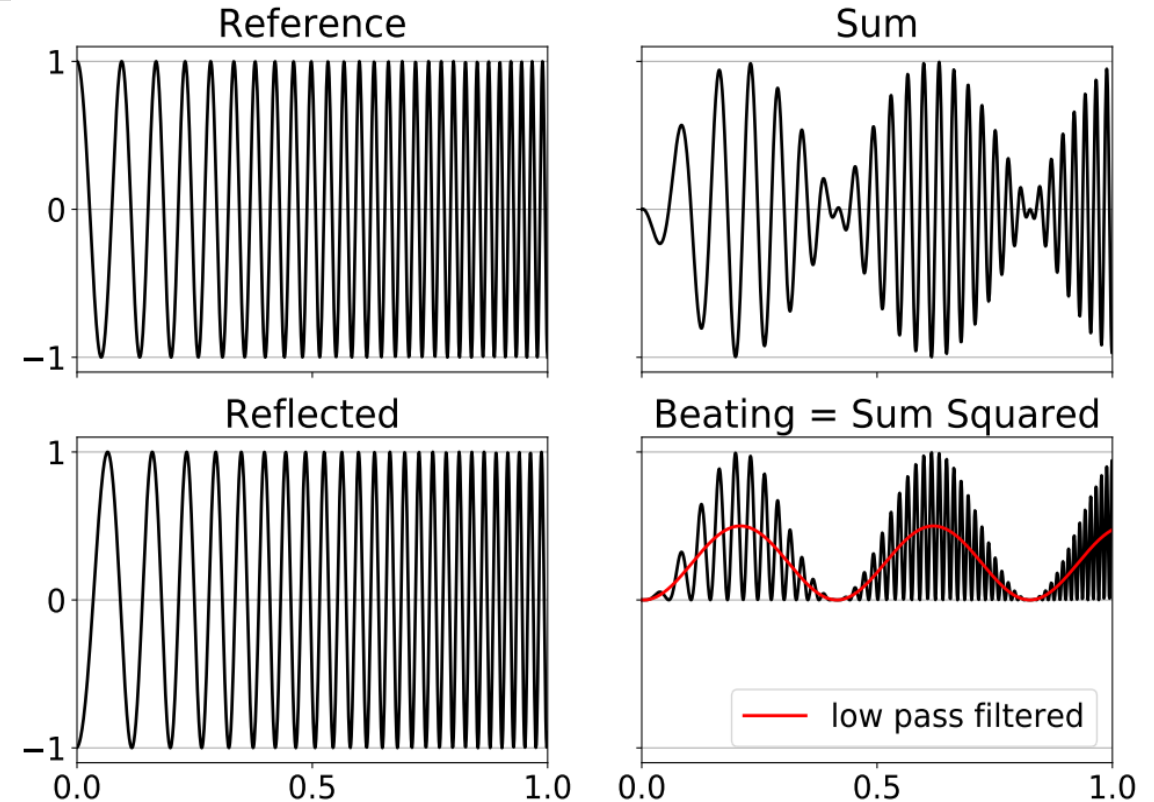 Reference
Sum
1
0
−1
Reflected
Beating = Sum Squared
1
0
−1
low pass filtered
0.0 0.5 1.0
0.0 0.5 1.0